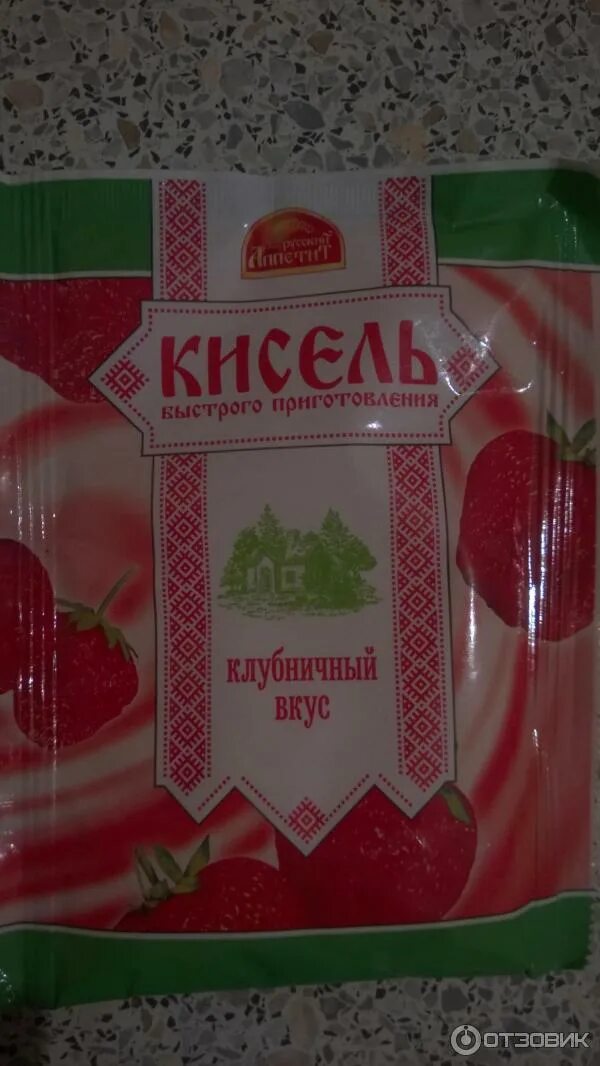 русский
Аппетит
КИСЕЛЬ
БЫСТРОГО ПРИГОТОВЛЕНИЯ
клубничный
вкус
ОТЗОВИК